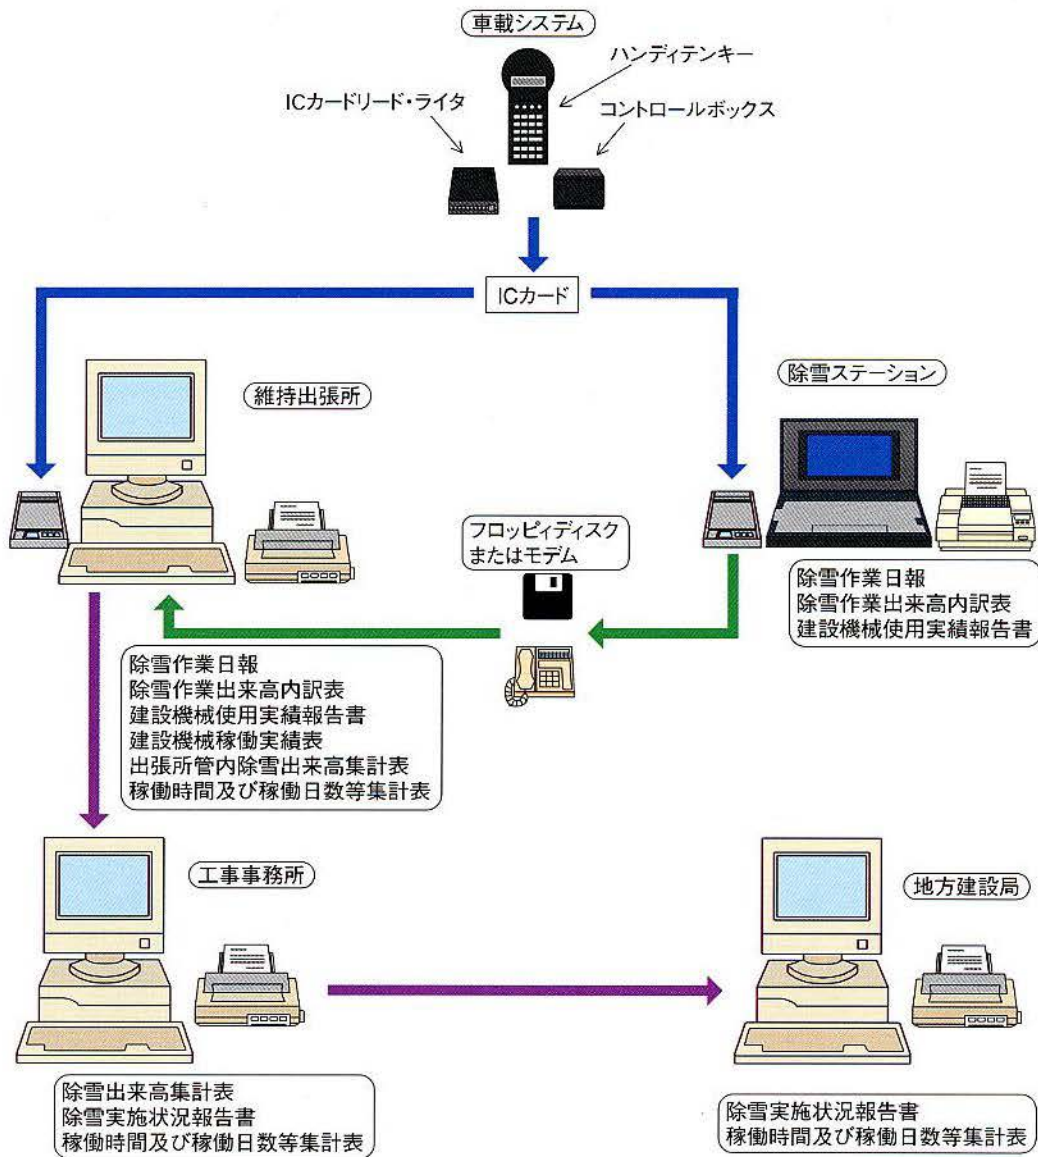 車載システム
ハンディテンキー
ICカードリード・ライタ
コントロールボックス
ICカード
維持出張所
除雪ステーション
フロッピィディスク
またはモデム
除雪作業日報
除雪作業出来高内訳表
建設機械使用実績報告書
除雪作業日報
除雪作業出来高内訳表
建設機械使用実績報告書
建設機械稼働実績表
出張所管内除雪出来高集計表
稼働時間及び稼働日数等集計表
工事事務所
地方建設局
除雪出来高集計表
除雪実施状況報告書
稼働時間及び稼働日数等集計表
除雪実施状況報告書
稼働時間及び稼働日数等集計表